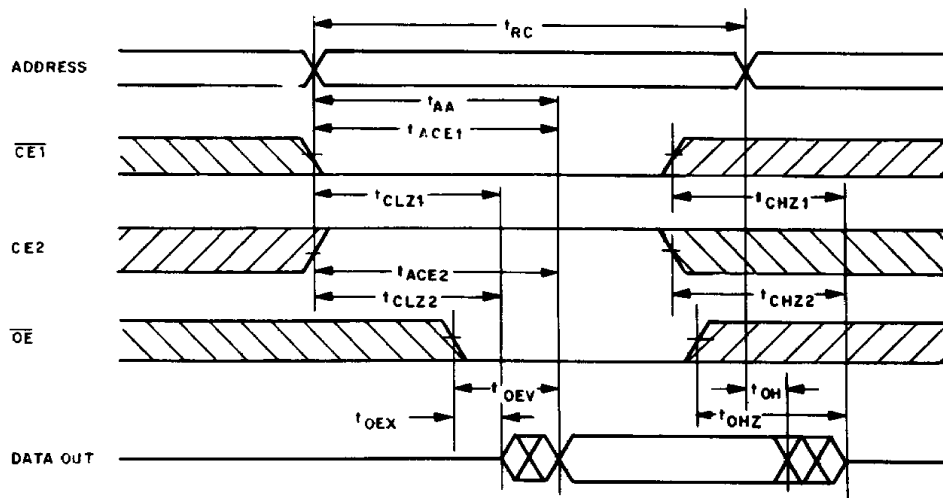 tRC
ADDRESS
tAA
tACE1
CE1
tCLZ1
tCHZ1
CE2
tACE2
tCLZ2
tCHZ2
OE
tOEV
tOH
tOEX
tOHZ
DATA OUT